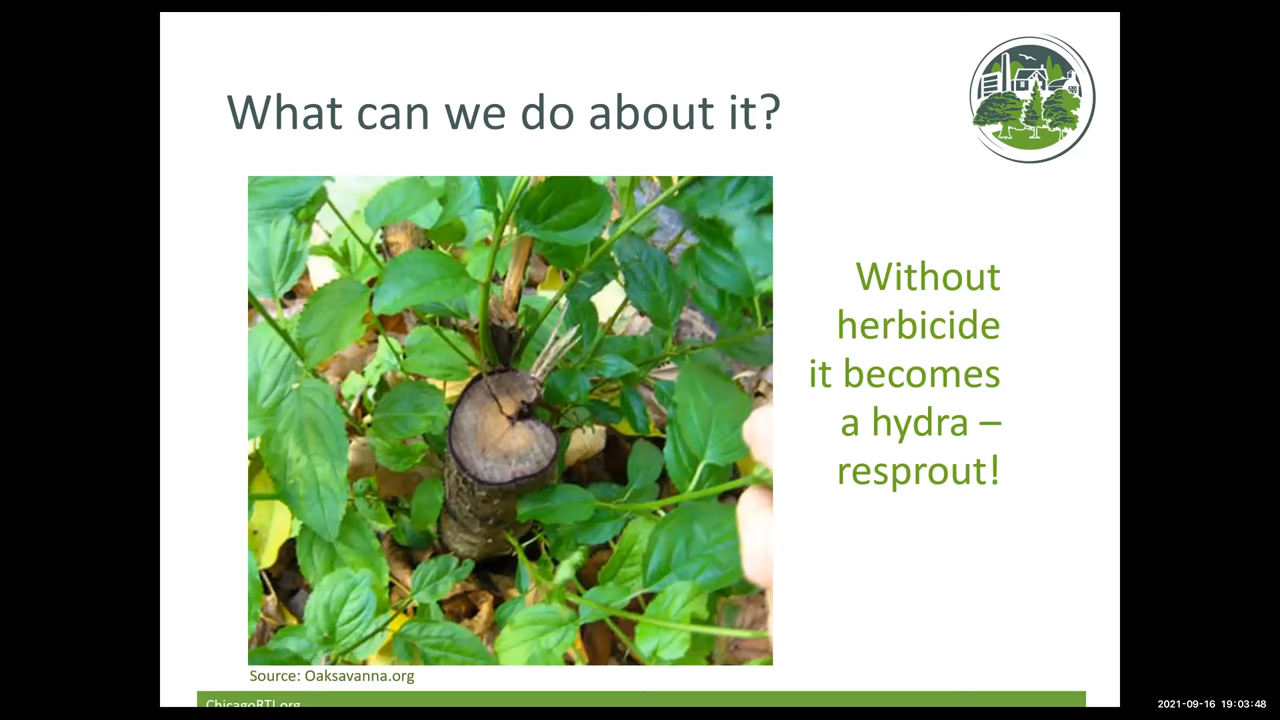 What can we do about it?
Without
herbicide
it becomes
a hydra –
resprout!
Source: Oaksavanna.org
ChicagoRTI.org
2021-09-16 19:03:48